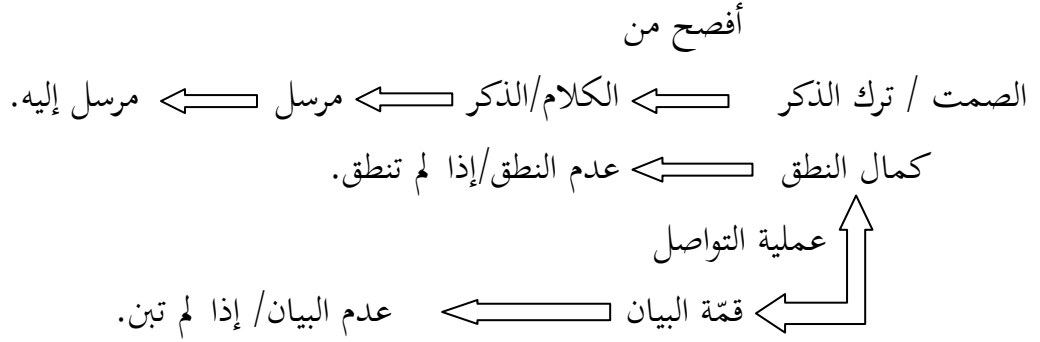 أفصح من
الصمت / ترك الذكر الكلام/الذكر مرسل مرسل إليه.
كمال النطق عدم النطق/إذا لم تنطق.
عملية التواصل
قمّة البيان عدم البيان/ إذا لم تبن.